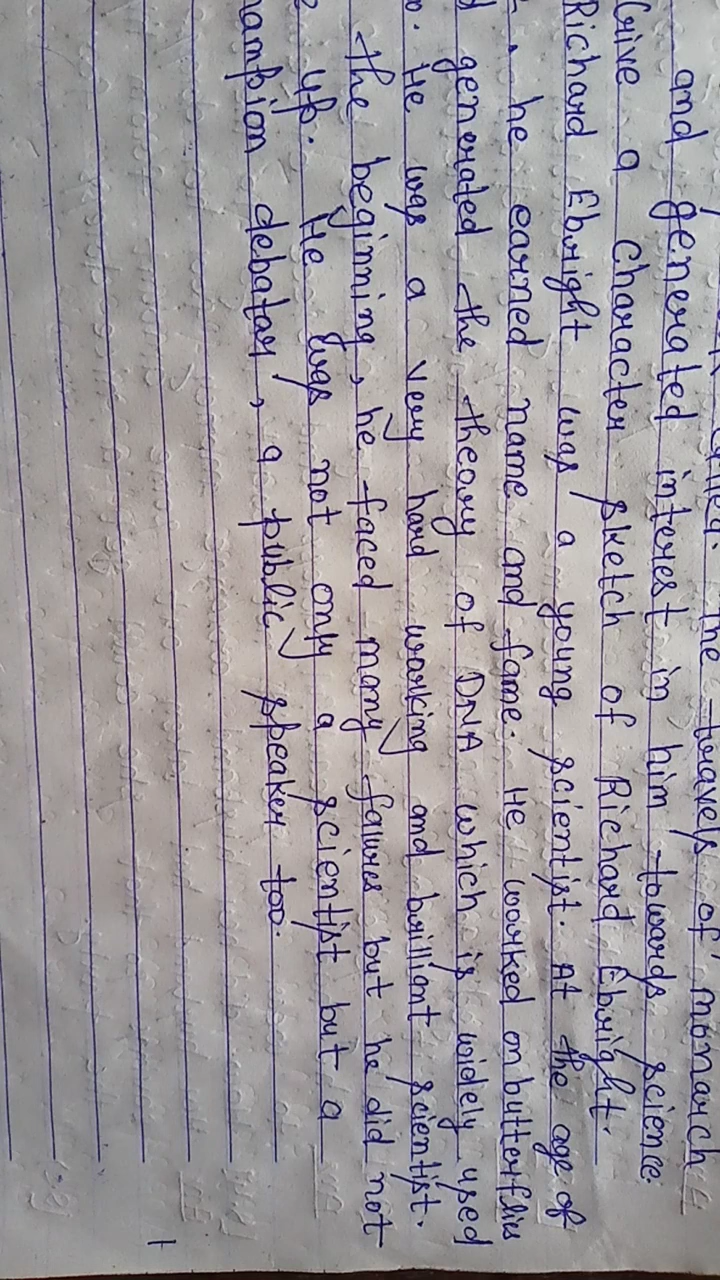 The travels of monarch
and generated interest in him towards science.
Give a character sketch of Richard Ebright.
Richard Ebright was a young scientist. At the age of
, he earned name and fame. He worked on butterflies
generated the theory of DNA which is widely used
. He was a very hard working and brillient scientist.
the beginning, he faced many failures but he did not
up. He was not only a scientist but a
hampion debatar, a public speaker too.